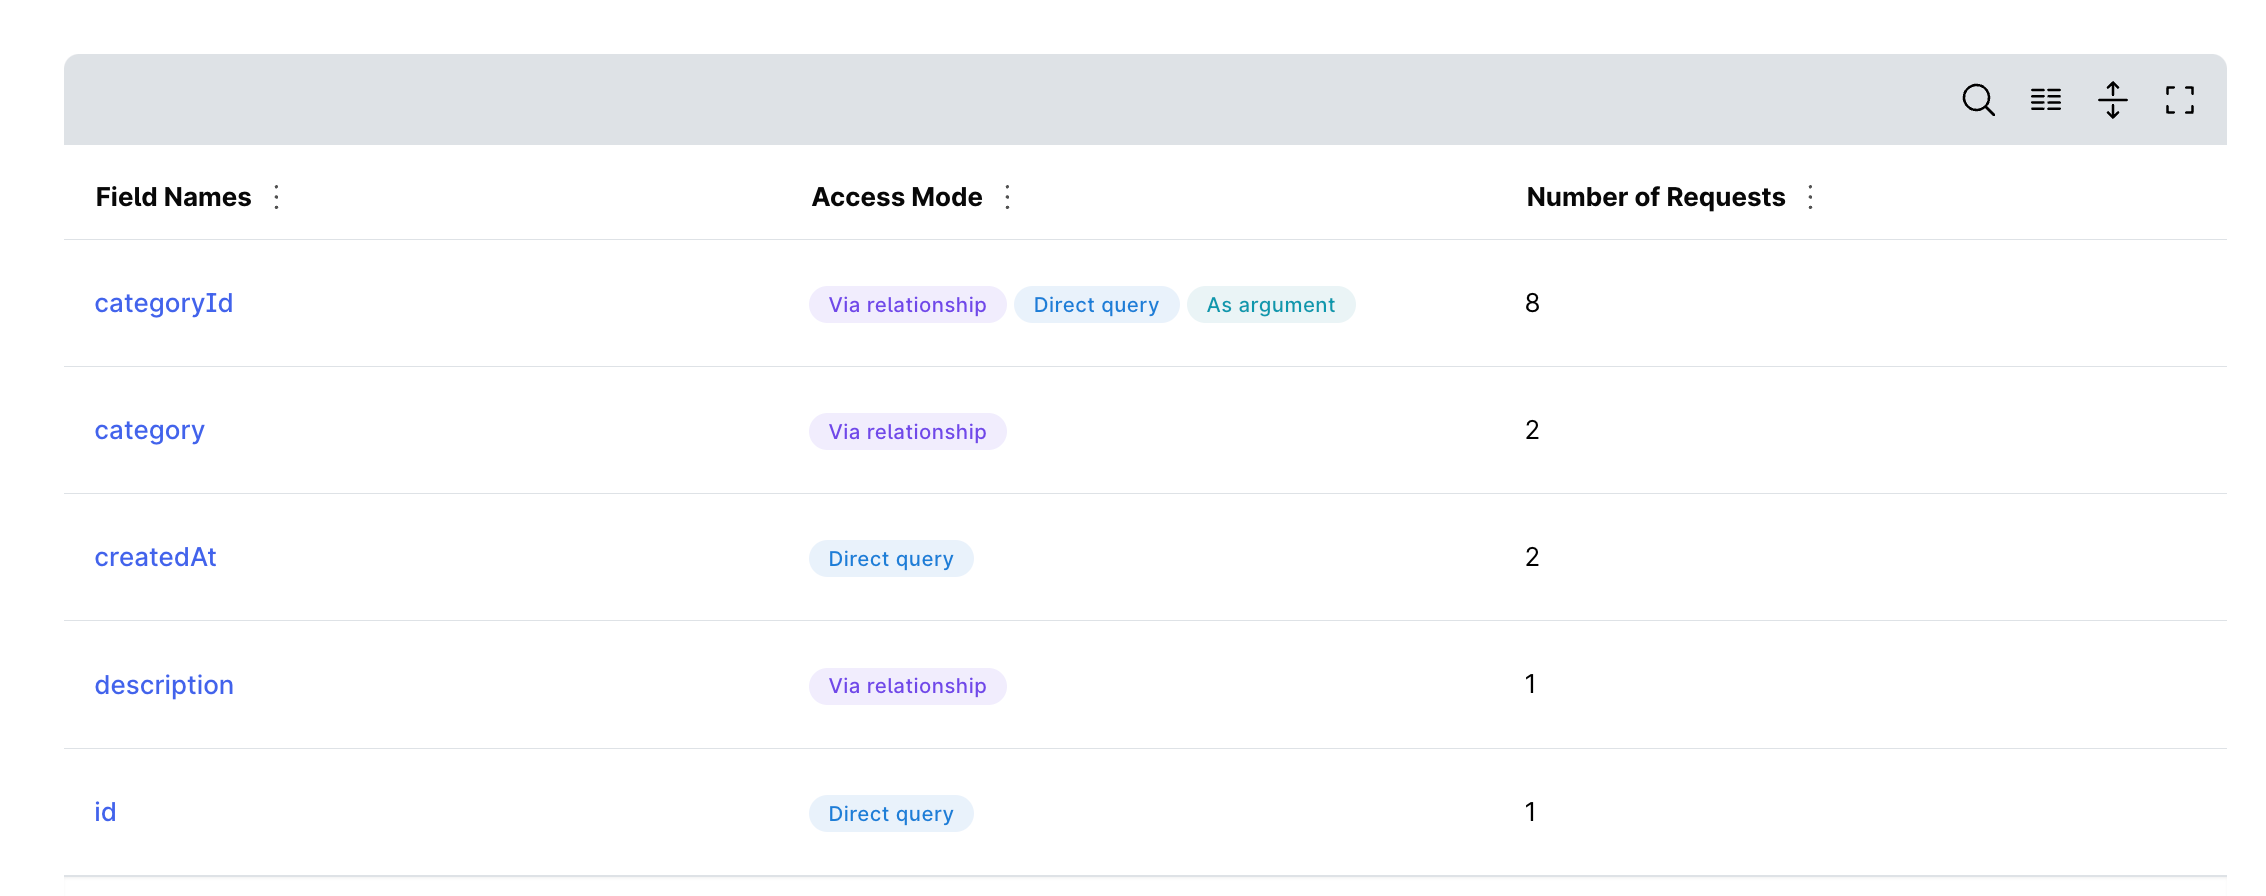 Field Names Access Mode Number of Requests
categoryId Via relationship Direct query As argument 8
category Via relationship 2
createdAt Direct query 2
description Via relationship 1
id Direct query 1